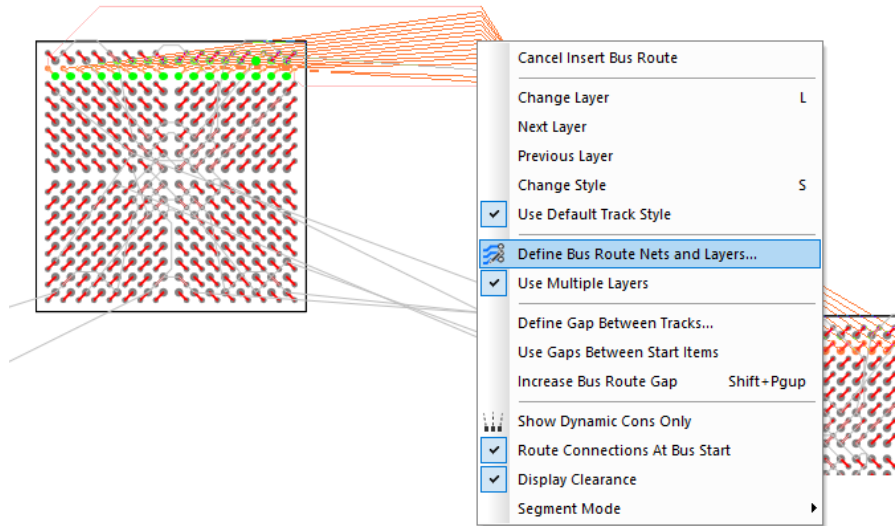 Cancel Insert Bus Route
Change Layer L
Next Layer
Previous Layer
Change Style S
Use Default Track Style
Define Bus Route Nets and Layers...
Use Multiple Layers
Define Gap Between Tracks...
Use Gaps Between Start Items
Increase Bus Route Gap Shift+Pgup
Show Dynamic Cons Only
Route Connections At Bus Start
Display Clearance
Segment Mode